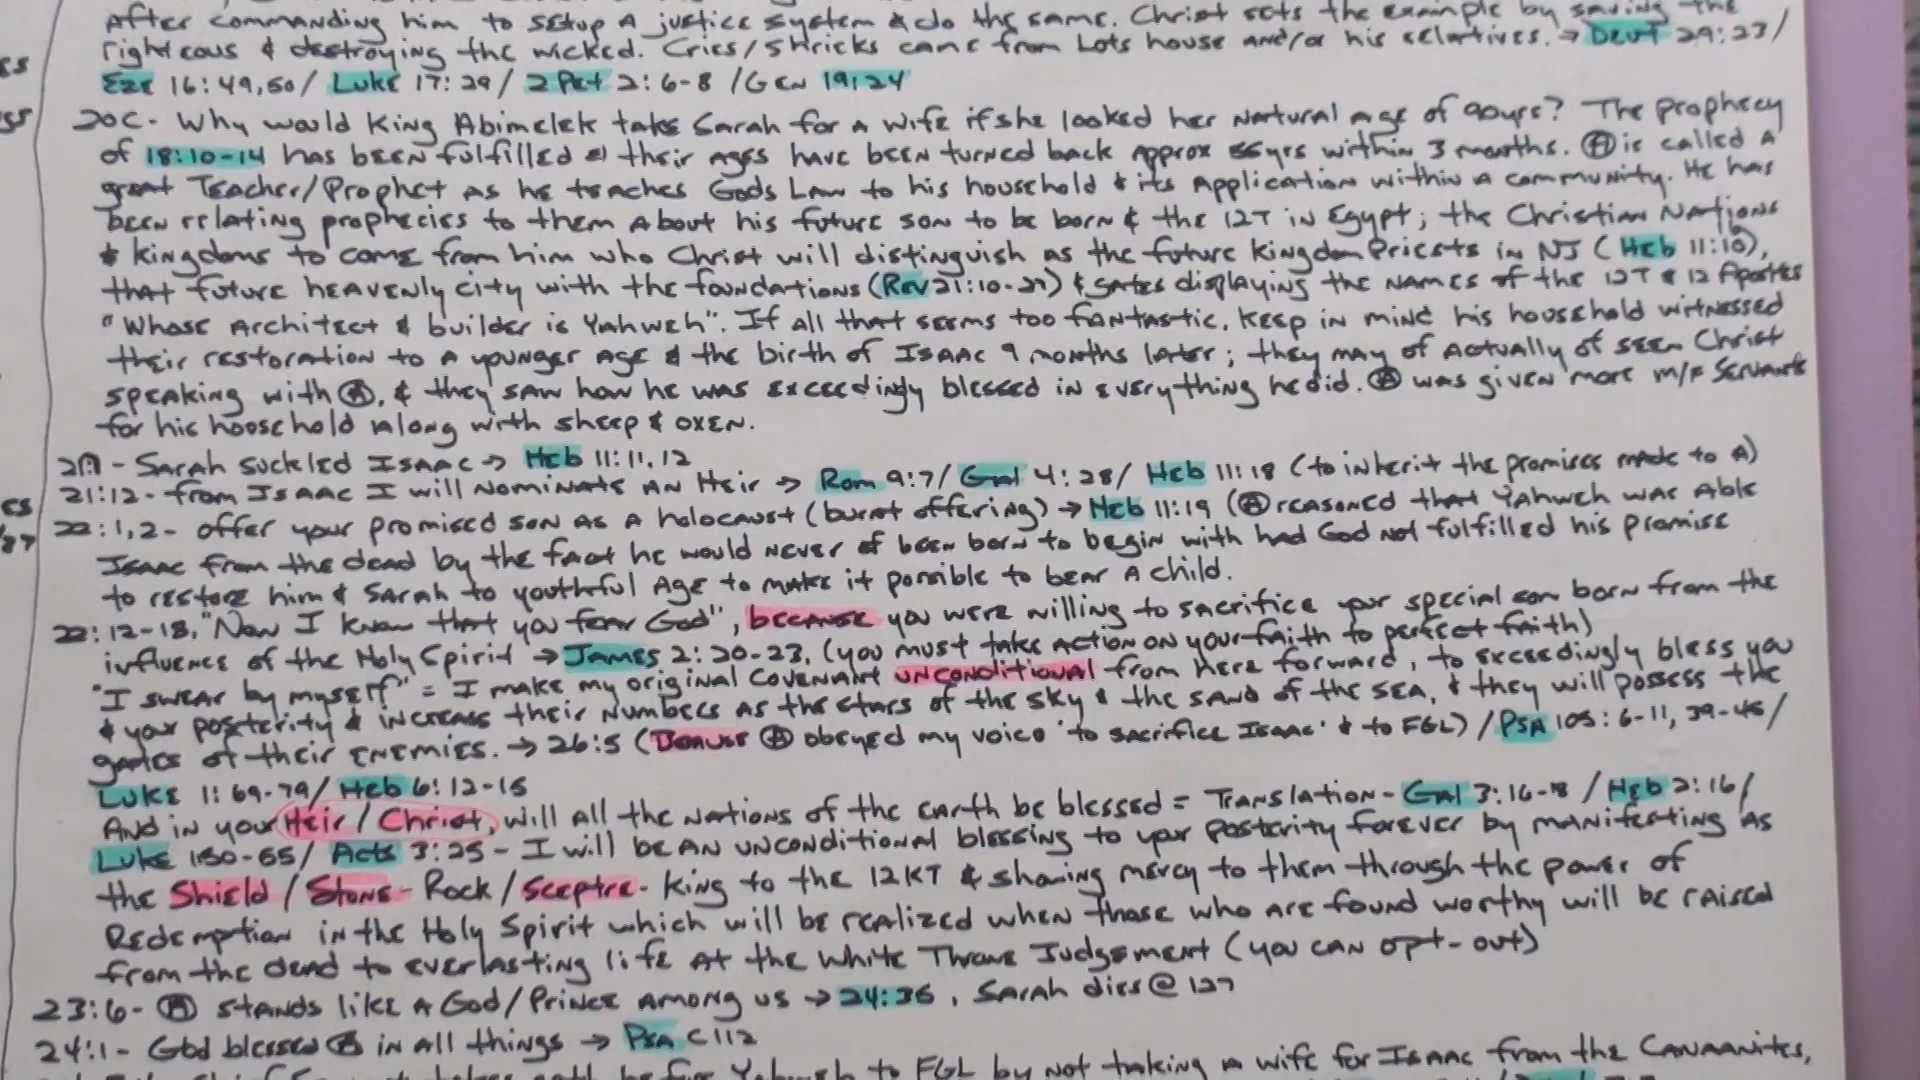 After commanding him to setup A justice system & do the same. Christ sets the example by saving the
righteous & destroying the wicked. Cries/Shrieks came from Lots house and/or his relatives. → Deut 29:23/
Eze 16:49,50/ Luke 17:29/ 2 Pet 2:6-8 /Gen 19:24
20c- Why would King Abimelek take Sarah for a wife if she looked her natural age of 90yrs? The prophecy
of 18:10-14 has been fulfilled & their ages have been turned back approx yrs within 3 months. Ⓐ is called a
great Teacher/Prophet as he teaches Gods Law to his household & its application within a community. He has
been relating prophecies to them about his future son to be born & the 12T in Egypt; the Christian Nations
& kingdoms to come from him who Christ will distinguish as the future kingdom Priests in NJ (Heb 11:10),
that future heavenly city with the foundations (Rev 21:10-27) & gates displaying the names of the 12T & 12 Apostles
"Whose Architect & builder is Yahweh". If all that seems too fantastic, keep in mind his household witnessed
their restoration to a younger age & the birth of Isaac 9 months later; they may of actually of seen Christ
speaking with Ⓐ, & they saw how he was exceedingly blessed in everything he did. Ⓐ was given more m/f servants
for his household along with sheep & oxen.
- Sarah suckled Isaac → Heb 11:11,12
21:12- from Isaac I will nominate an Heir → Rom 9:7/ Gal 4:28/ Heb 11:18 (to inherit the promises made to A)
22:1,2- offer your promised son as a holocaust (burnt offering) → Heb 11:19 (Ⓐ reasoned that Yahweh was able
Isaac from the dead by the fact he would never of been born to begin with had God not fulfilled his promise
to restore him & Sarah to youthful age to make it possible to bear a child.
22:12-18, "Now I know that you fear God", because you were willing to sacrifice your special son born from the
influence of the Holy Spirit → James 2:20-23, (you must take action on your faith to perfect faith)
"I swear by myself" = I make my original covenant unconditional from here forward, to exceedingly bless you
& your posterity & increase their numbers as the stars of the sky & the sand of the sea, & they will possess the
gates of their enemies. → 26:5 ( Ⓐ obeyed my voice 'to sacrifice Isaac' & to FGL) / Psa 105:6-11, 39-45/
Luke 1:69-79/ Heb 6:12-15
And in your Heir/Christ, will all the nations of the earth be blessed = Translation - Gal 3:16-18 / Heb 2:16/
Luke 1:50-55/ Acts 3:25 - I will be an unconditional blessing to your posterity forever by manifesting as
the Shield / Stone - Rock / Sceptre - King to the 12KT & showing mercy to them through the power of
Redemption in the Holy Spirit which will be realized when those who are found worthy will be raised
from the dead to everlasting life at the White Throne Judgement (you can opt-out)
23:6- Ⓐ stands like a God/Prince among us → 24:35, Sarah dies @ 127
24:1- God blessed Ⓐ in all things → Psa c112
Yahweh to FGL by not taking a wife for Isaac from the Canaanites,